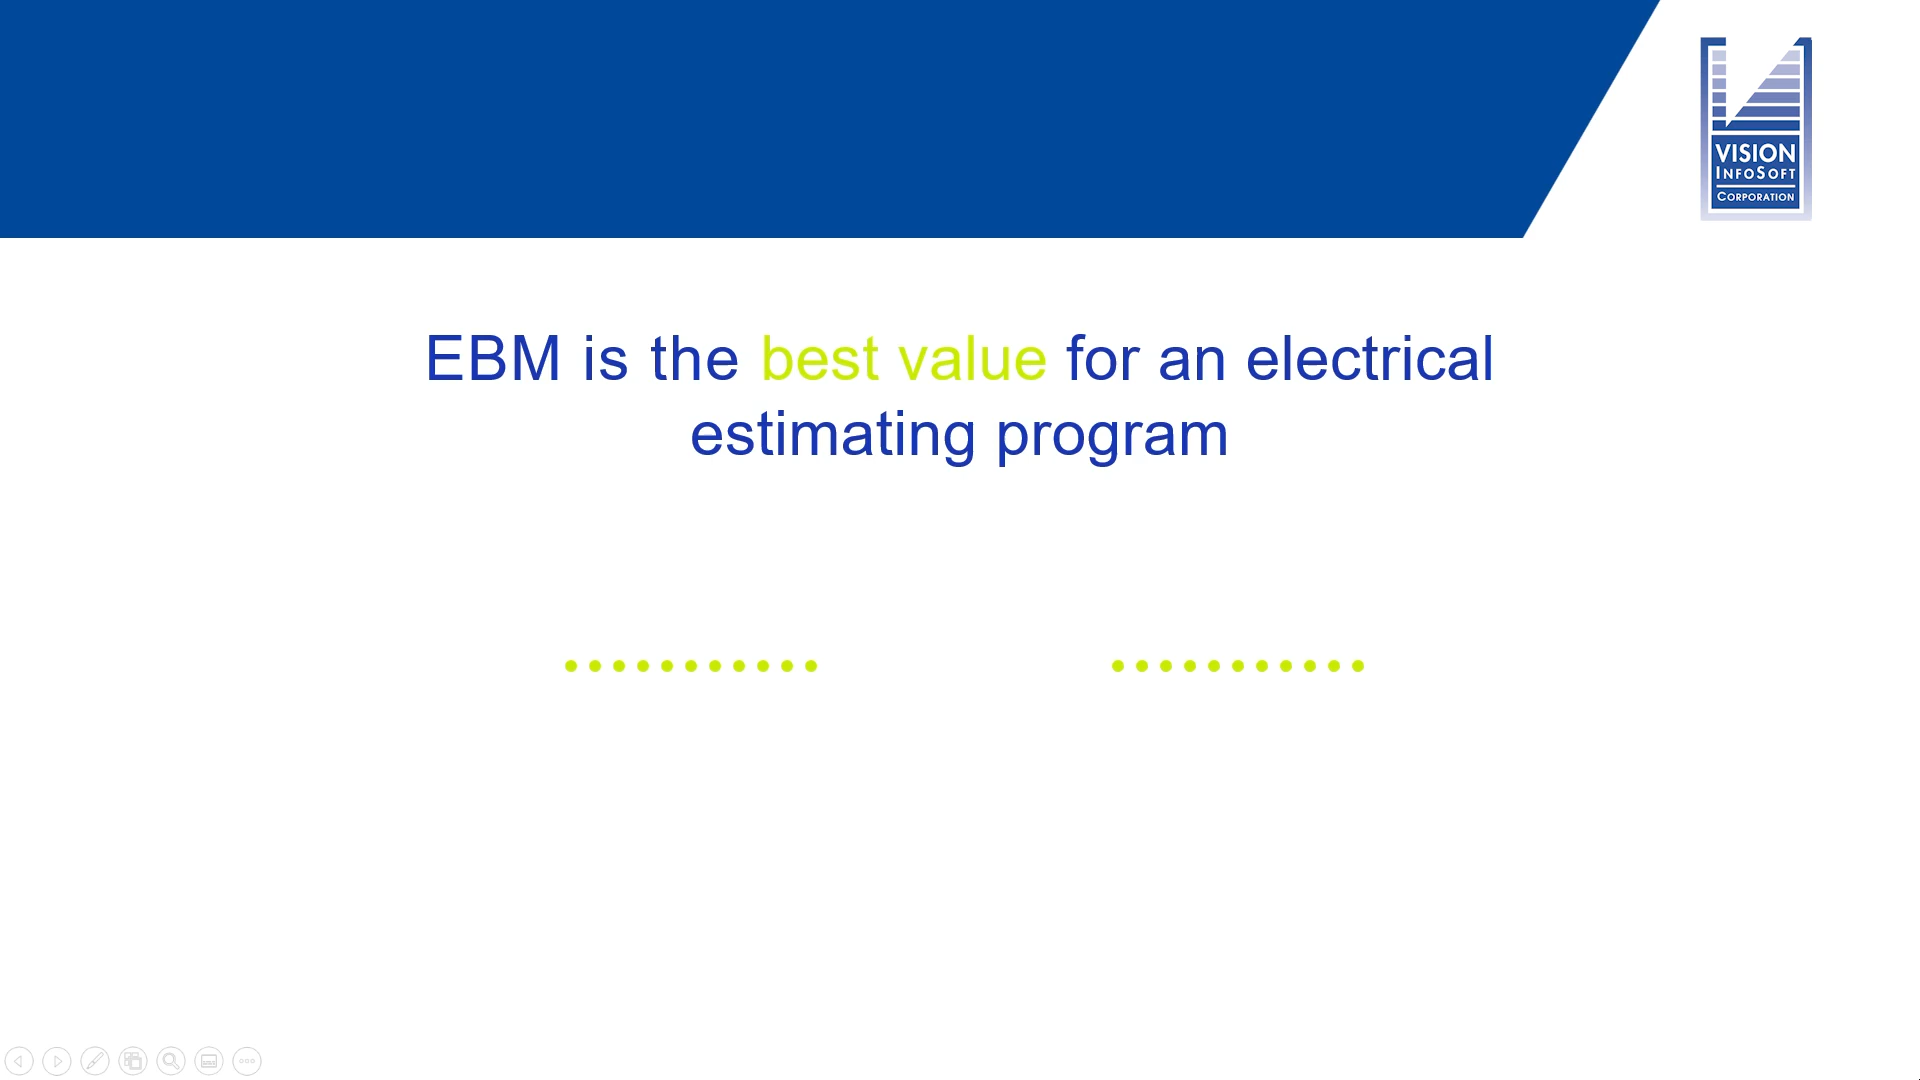 VISION
INFOSOFT
CORPORATION
EBM is the best value for an electrical
estimating program